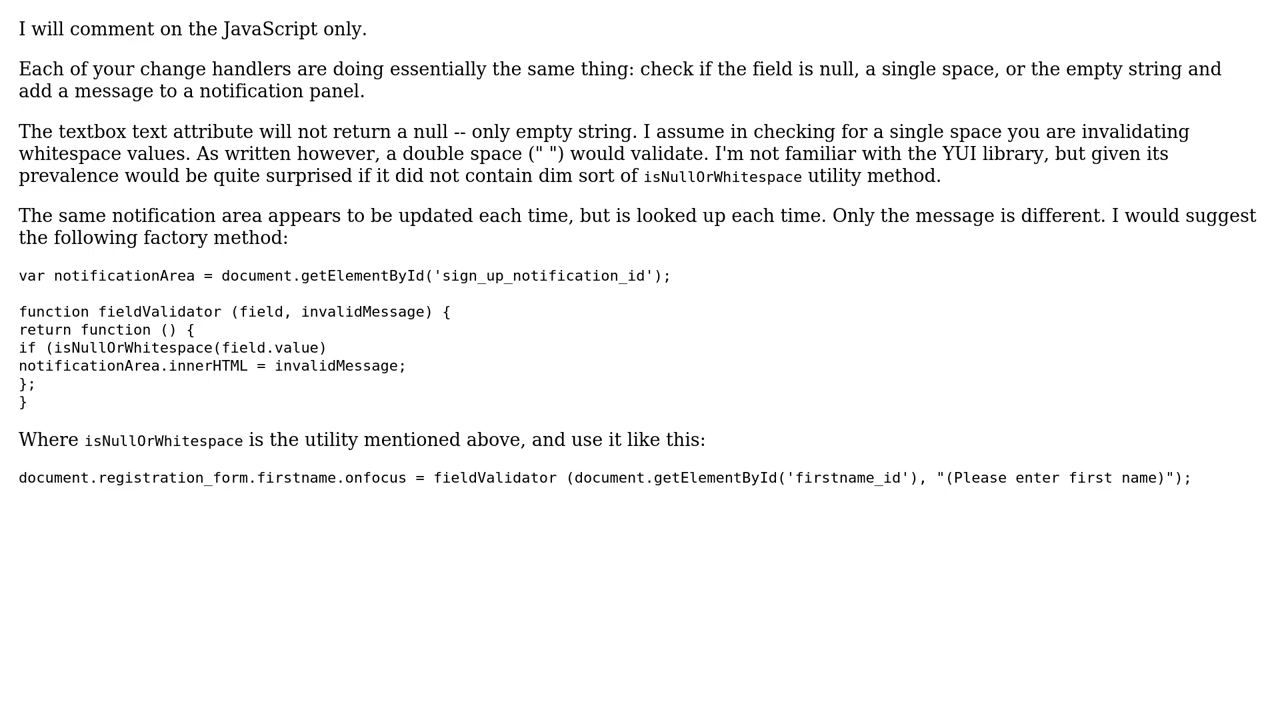 I will comment on the JavaScript only.
Each of your change handlers are doing essentially the same thing: check if the field is null, a single space, or the empty string and
add a message to a notification panel.
The textbox text attribute will not return a null -- only empty string. I assume in checking for a single space you are invalidating
whitespace values. As written however, a double space (" ") would validate. I'm not familiar with the YUI library, but given its
prevalence would be quite surprised if it did not contain dim sort of isNullOrWhitespace utility method.
The same notification area appears to be updated each time, but is looked up each time. Only the message is different. I would suggest
the following factory method:
var notificationArea = document.getElementById('sign_up_notification_id');
function fieldValidator (field, invalidMessage) {
return function () {
if (isNullOrWhitespace(field.value)
notificationArea.innerHTML = invalidMessage;
};
}
Where isNullOrWhitespace is the utility mentioned above, and use it like this:
document.registration_form.firstname.onfocus = fieldValidator (document.getElementById('firstname_id'), "(Please enter first name)");